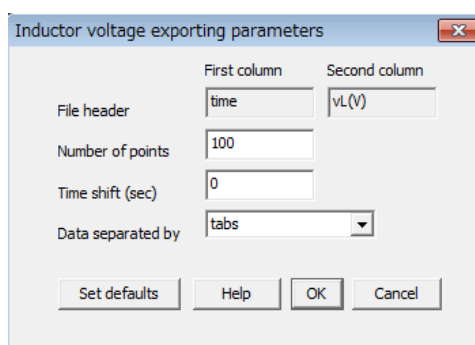 Inductor voltage exporting parameters
First column Second column
File header time vL(V)
Number of points 100
Time shift (sec) 0
Data separated by tabs
Set defaults Help OK Cancel